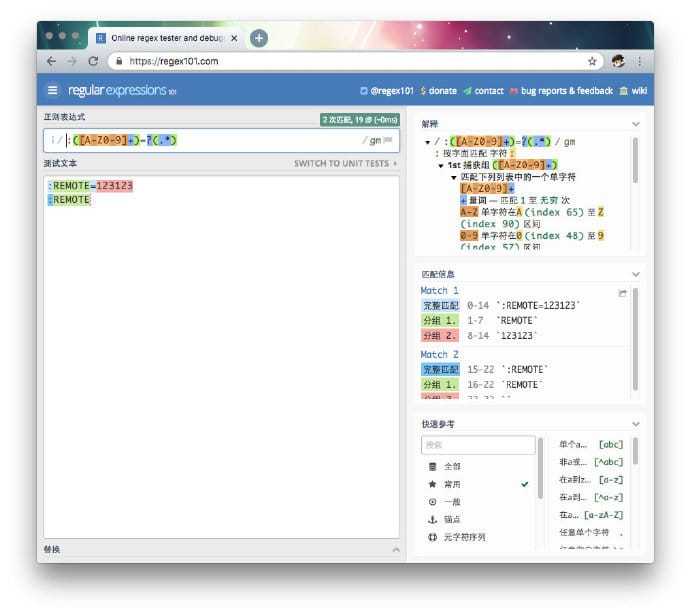 Online regex tester and debug
https://regex101.com
regular expressions 101
@regex101
$ donate
contact
bug reports & feedback
wiki
正则表达式
2 次匹配, 19 步 (~0ms)
/ :([A-Z0-9]+)=?(.*) / gm
测试文本
SWITCH TO UNIT TESTS
:REMOTE=123123
:REMOTE
替换
解释
/ :([A-Z0-9]+)=?(.*) / gm
: 按字面匹配 字符 :
1st 捕获组 ([A-Z0-9]+)
匹配下列列表中的一个单字符
[A-Z0-9]+
+ 量词 — 匹配 1 至 无穷 次
A-Z 单字符在A (index 65) 至 Z
(index 90) 区间
0-9 单字符在0 (index 48) 至 9
(index 57) 区间
匹配信息
Match 1
完整匹配 0-14 `:REMOTE=123123`
分组 1. 1-7 `REMOTE`
分组 2. 8-14 `123123`
Match 2
完整匹配 15-22 `:REMOTE`
分组 1. 16-22 `REMOTE`
快速参考
搜索
全部
常用
一般
锚点
元字符序列
单个a... [abc]
非a或... [^abc]
在a到z... [a-z]
在a到... [^a-z]
在a... [a-zA-Z]
任意单个字符 .